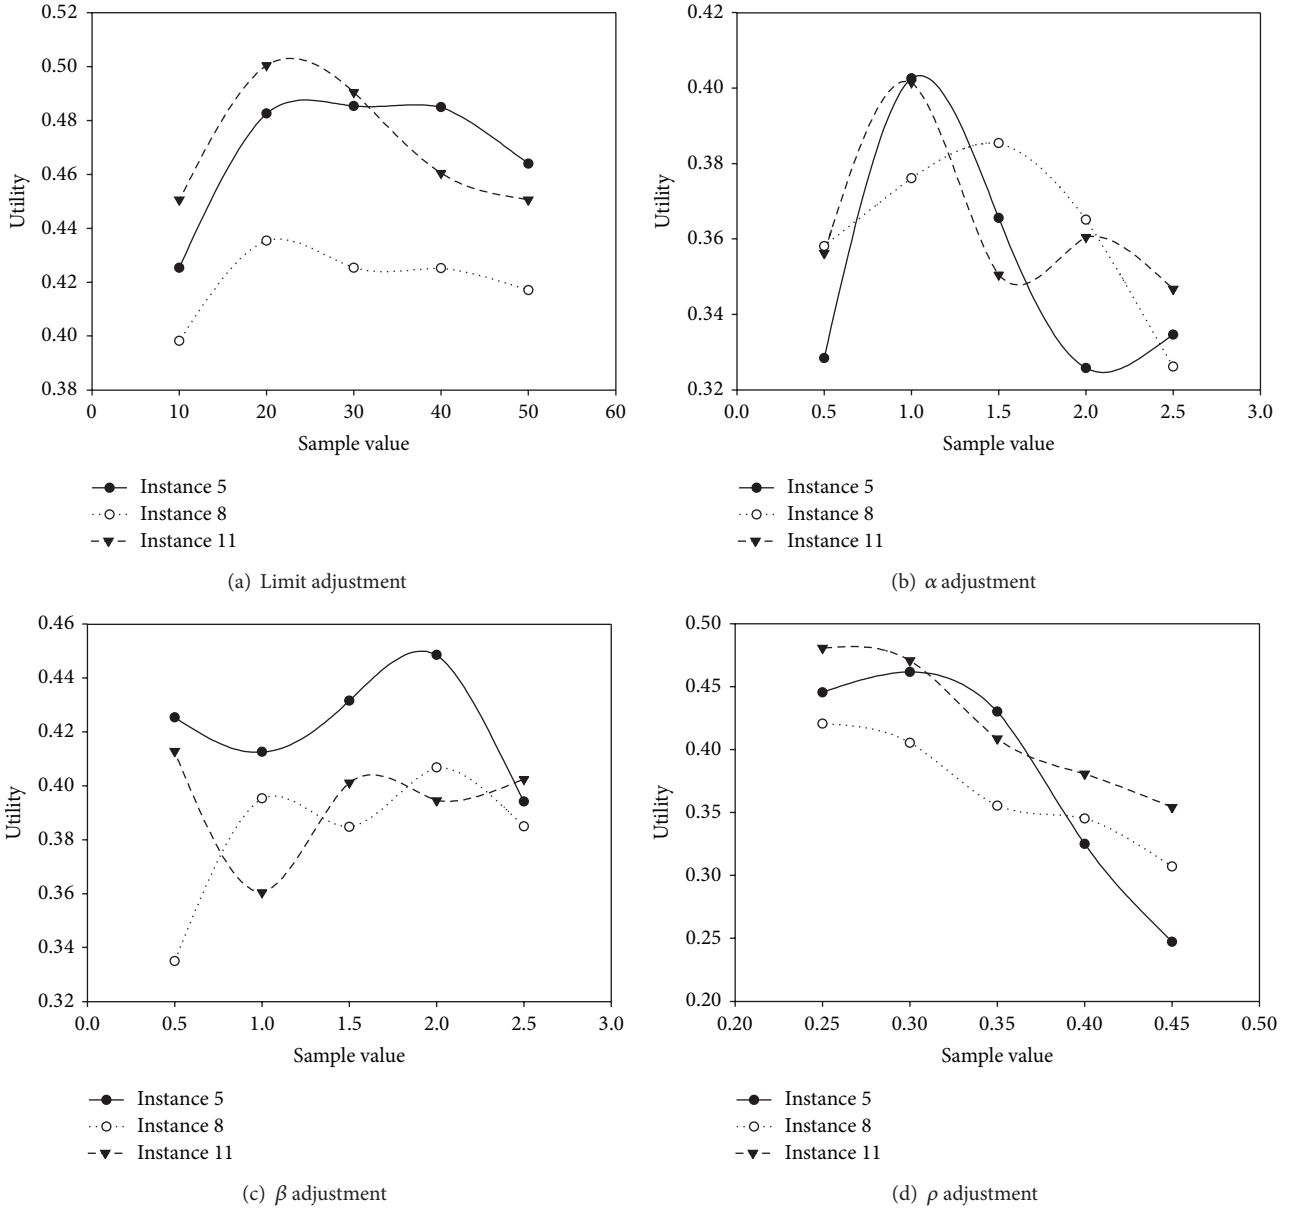 0.52
0.50
0.48
0.46
0.44
0.42
0.40
0.38
Utility
0 10 20 30 40 50 60
Sample value
Instance 5
Instance 8
Instance 11
(a) Limit adjustment
0.42
0.40
0.38
0.36
0.34
0.32
Utility
0.0 0.5 1.0 1.5 2.0 2.5 3.0
Sample value
Instance 5
Instance 8
Instance 11
(b) α adjustment
0.46
0.44
0.42
0.40
0.38
0.36
0.34
0.32
Utility
0.0 0.5 1.0 1.5 2.0 2.5 3.0
Sample value
Instance 5
Instance 8
Instance 11
(c) β adjustment
0.50
0.45
0.40
0.35
0.30
0.25
0.20
Utility
0.20 0.25 0.30 0.35 0.40 0.45 0.50
Sample value
Instance 5
Instance 8
Instance 11
(d) ρ adjustment